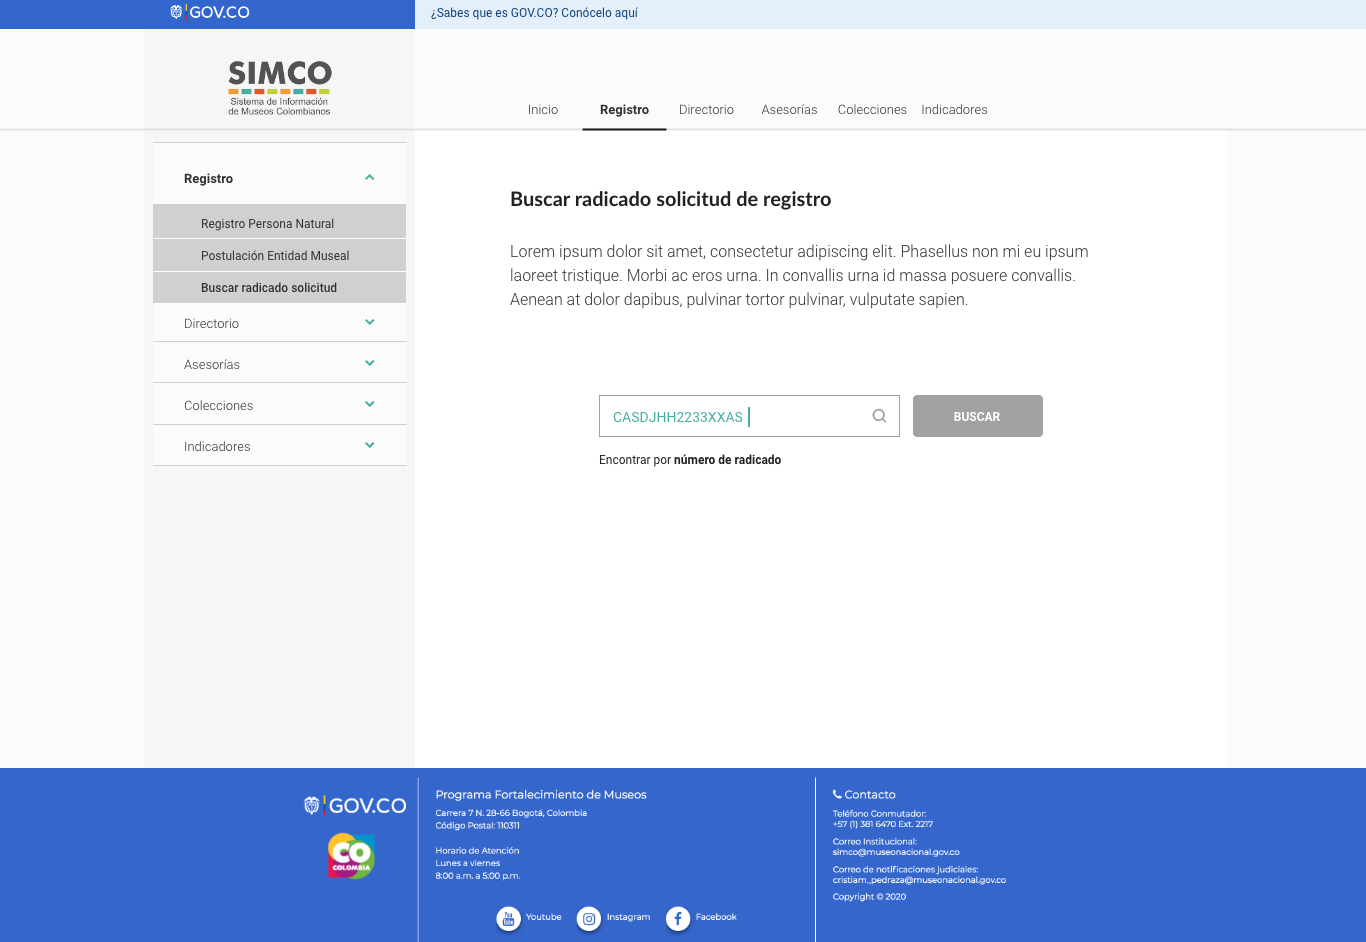 GOV.CO
¿Sabes que es GOV.CO? Conócelo aquí
SIMCO
Sistema de Información
de Museos Colombianos
Inicio
Registro
Directorio
Asesorías
Colecciones
Indicadores
Registro
Registro Persona Natural
Postulación Entidad Museal
Buscar radicado solicitud
Directorio
Asesorías
Colecciones
Indicadores
Buscar radicado solicitud de registro
Lorem ipsum dolor sit amet, consectetur adipiscing elit. Phasellus non mi eu ipsum
laoreet tristique. Morbi ac eros urna. In convallis urna id massa posuere convallis.
Aenean at dolor dapibus, pulvinar tortor pulvinar, vulputate sapien.
CASDJHH2233XXAS
BUSCAR
Encontrar por número de radicado
GOV.CO
CO
COLOMBIA
Programa Fortalecimiento de Museos
Carrera 7 N. 28-66 Bogotá, Colombia
Código Postal: 110311
Horario de Atención
Lunes a viernes
8:00 a.m. a 5:00 p.m.
You
Tube
Youtube
Instagram
Facebook
Contacto
Teléfono Conmutador:
+57 (1) 381 6470 Ext. 2217
Correo Institucional:
simco@museonacional.gov.co
Correo de notificaciones judiciales:
cristiam_pedraza@museonacional.gov.co
Copyright © 2020